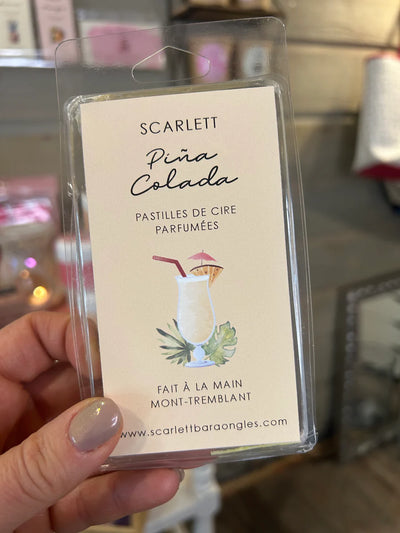 SCARLETT
Piña
Colada
PASTILLES DE CIRE
PARFUMÉES
FAIT À LA MAIN
MONT-TREMBLANT
www.scarlettbaraongles.com